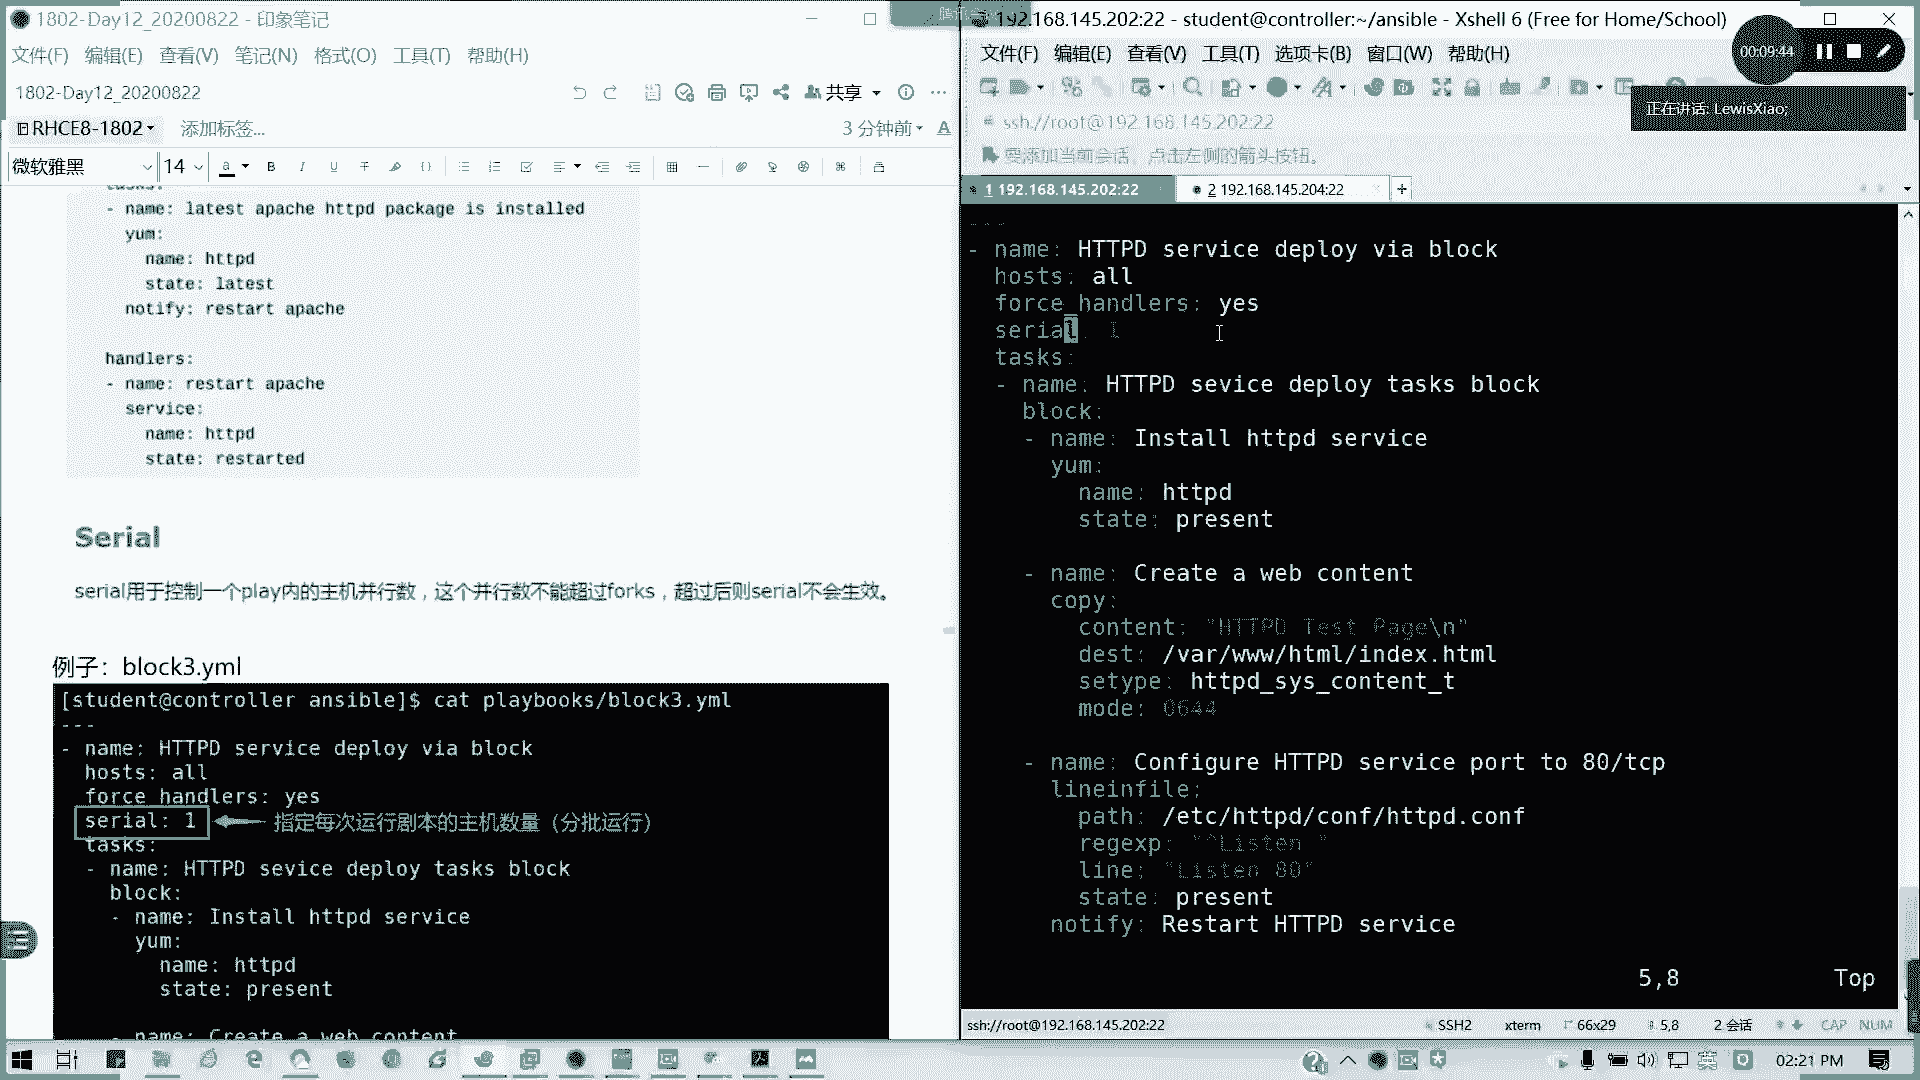 1802-Day12_20200822 - 印象笔记
文件(F) 编辑(E) 查看(V) 笔记(N) 格式(O) 工具(T) 帮助(H)
1802-Day12_20200822
共享
RHCE8-1802
添加标签...
3 分钟前
微软雅黑
14
tasks:
- name: latest apache httpd package is installed
yum:
name: httpd
state: latest
notify: restart apache
handlers:
- name: restart apache
service:
name: httpd
state: restarted
Serial
serial用于控制一个play内的主机并行数，这个并行数不能超过forks，超过后则serial不会生效。
例子：block3.yml
[student@controller ansible]$ cat playbooks/block3.yml
---
- name: HTTPD service deploy via block
hosts: all
force_handlers: yes
serial: 1
指定每次运行剧本的主机数量（分批运行）
tasks:
- name: HTTPD sevice deploy tasks block
block:
- name: Install httpd service
yum:
name: httpd
state: present
- name: Create a web content
192.168.145.202:22 - student@controller:~/ansible - Xshell 6 (Free for Home/School)
文件(F) 编辑(E) 查看(V) 工具(T) 选项卡(B) 窗口(W) 帮助(H)
00:09:44
正在讲话: LewisXiao;
ssh://root@192.168.145.202:22
要添加当前会话，点击左侧的箭头按钮。
1 192.168.145.202:22
2 192.168.145.204:22
+
---
- name: HTTPD service deploy via block
hosts: all
force_handlers: yes
serial: 1
tasks:
- name: HTTPD sevice deploy tasks block
block:
- name: Install httpd service
yum:
name: httpd
state: present
- name: Create a web content
copy:
content: "HTTPD Test Page\n"
dest: /var/www/html/index.html
setype: httpd_sys_content_t
mode: 0644
- name: Configure HTTPD service port to 80/tcp
lineinfile:
path: /etc/httpd/conf/httpd.conf
regexp: "^Listen "
line: "Listen 80"
state: present
notify: Restart HTTPD service
5,8 Top
ssh://root@192.168.145.202:22
SSH2
xterm
66x29
5,8
2 会话
CAP NUM
英
02:21 PM